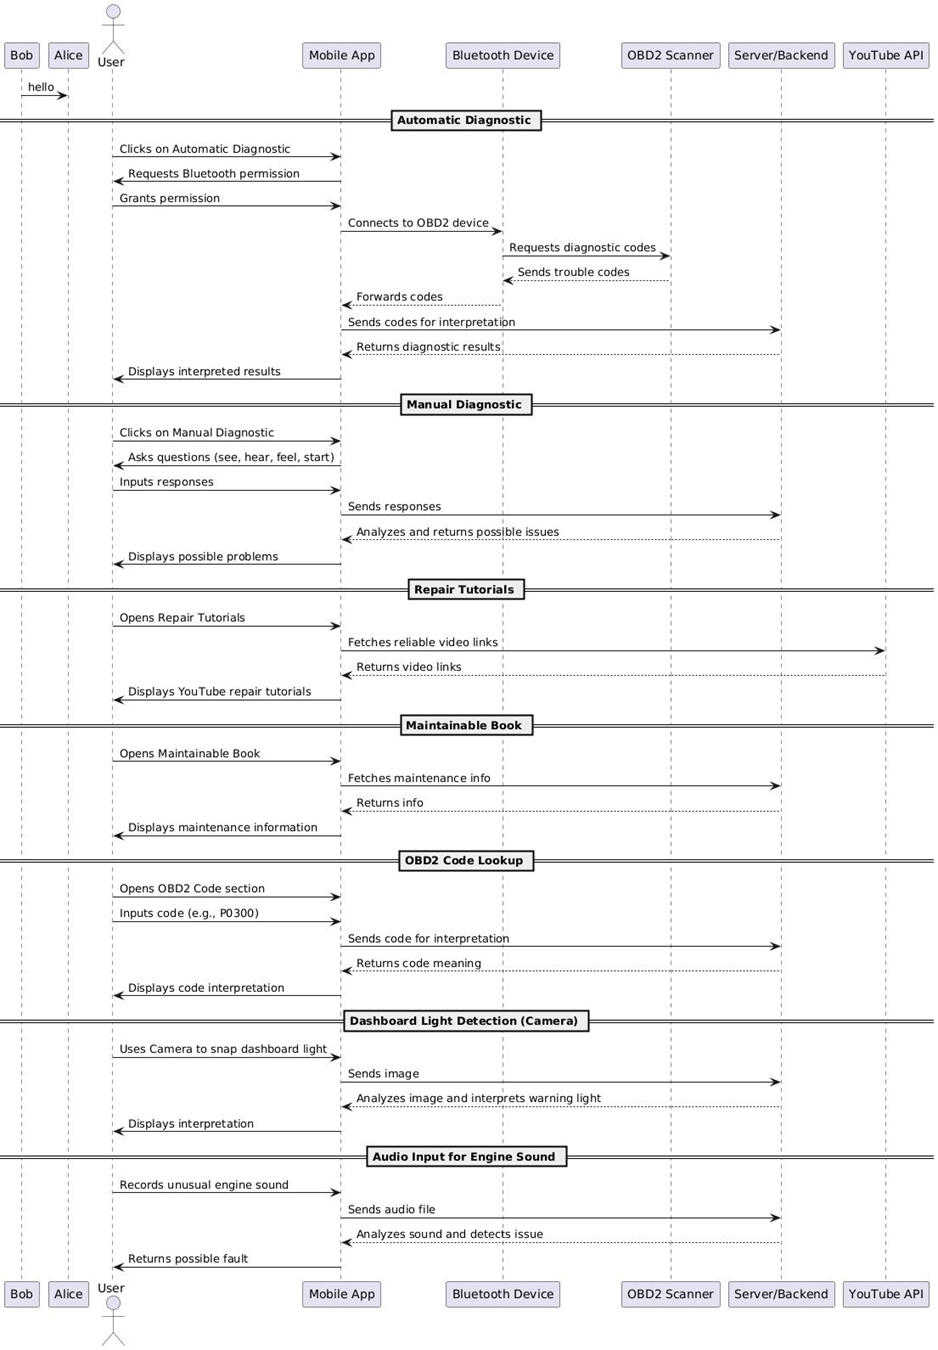 User
Bob
Alice
Mobile App
Bluetooth Device
OBD2 Scanner
Server/Backend
YouTube API
hello
Automatic Diagnostic
Clicks on Automatic Diagnostic
Requests Bluetooth permission
Grants permission
Connects to OBD2 device
Requests diagnostic codes
Sends trouble codes
Forwards codes
Sends codes for interpretation
Returns diagnostic results
Displays interpreted results
Manual Diagnostic
Clicks on Manual Diagnostic
Asks questions (see, hear, feel, start)
Inputs responses
Sends responses
Analyzes and returns possible issues
Displays possible problems
Repair Tutorials
Opens Repair Tutorials
Fetches reliable video links
Returns video links
Displays YouTube repair tutorials
Maintainable Book
Opens Maintainable Book
Fetches maintenance info
Returns info
Displays maintenance information
OBD2 Code Lookup
Opens OBD2 Code section
Inputs code (e.g., P0300)
Sends code for interpretation
Returns code meaning
Displays code interpretation
Dashboard Light Detection (Camera)
Uses Camera to snap dashboard light
Sends image
Analyzes image and interprets warning light
Displays interpretation
Audio Input for Engine Sound
Records unusual engine sound
Sends audio file
Analyzes sound and detects issue
Returns possible fault
User
Bob
Alice
Mobile App
Bluetooth Device
OBD2 Scanner
Server/Backend
YouTube API